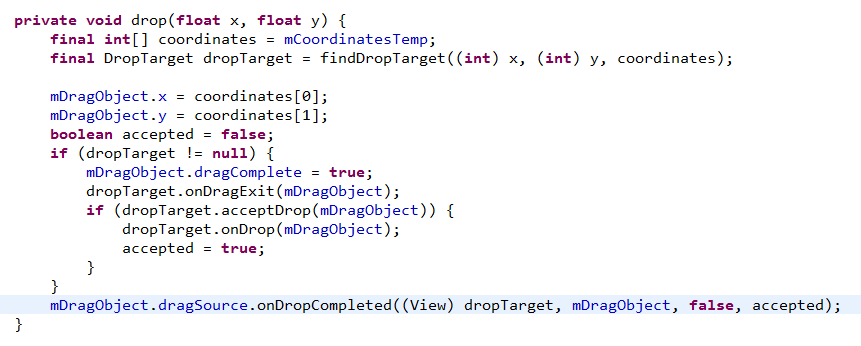 private void drop(float x, float y) {
    final int[] coordinates = mCoordinatesTemp;
    final DropTarget dropTarget = findDropTarget((int) x, (int) y, coordinates);

    mDragObject.x = coordinates[0];
    mDragObject.y = coordinates[1];
    boolean accepted = false;
    if (dropTarget != null) {
        mDragObject.dragComplete = true;
        dropTarget.onDragExit(mDragObject);
        if (dropTarget.acceptDrop(mDragObject)) {
            dropTarget.onDrop(mDragObject);
            accepted = true;
        }
    }
    mDragObject.dragSource.onDropCompleted((View) dropTarget, mDragObject, false, accepted);
}